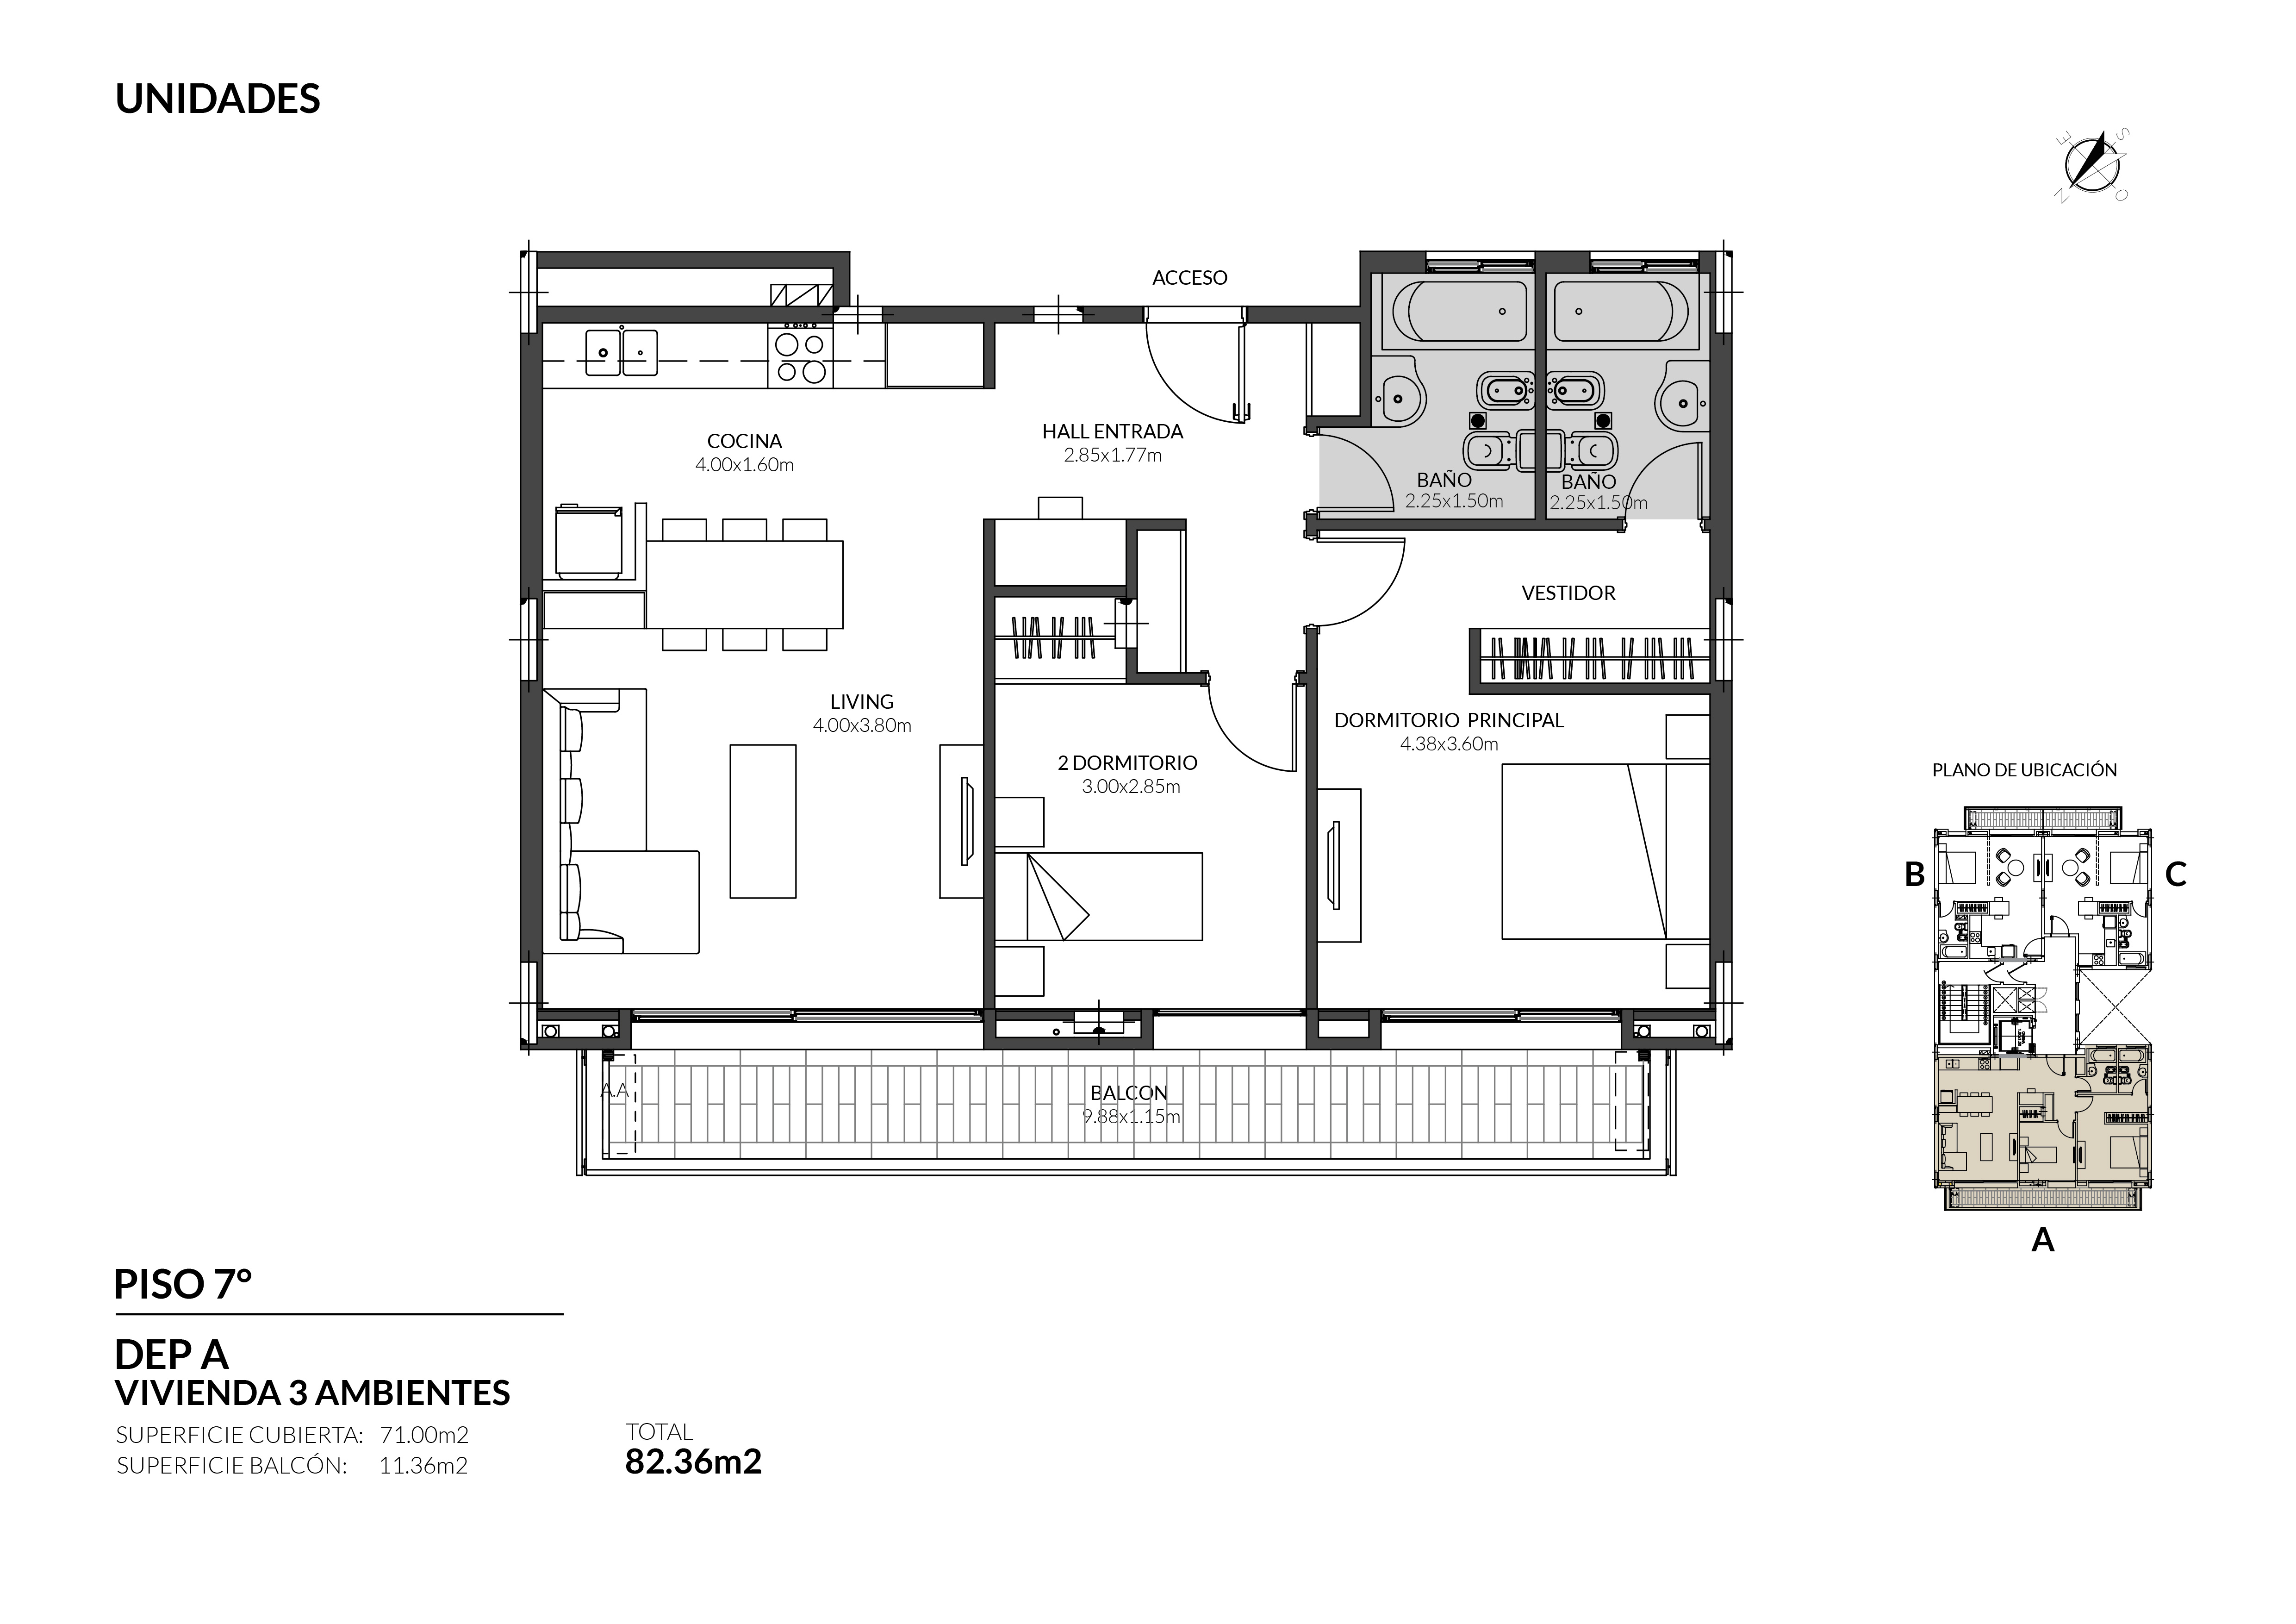 UNIDADES
E
S
N
O
ACCESO
COCINA
4.00x1.60m
HALL ENTRADA
2.85x1.77m
BAÑO
2.25x1.50m
BAÑO
2.25x1.50m
VESTIDOR
LIVING
4.00x3.80m
DORMITORIO PRINCIPAL
4.38x3.60m
2 DORMITORIO
3.00x2.85m
A.A
BALCON
9.88x1.15m
PLANO DE UBICACIÓN
B
C
A
PISO 7°
DEP A
VIVIENDA 3 AMBIENTES
SUPERFICIE CUBIERTA: 71.00m2
SUPERFICIE BALCÓN: 11.36m2
TOTAL
82.36m2